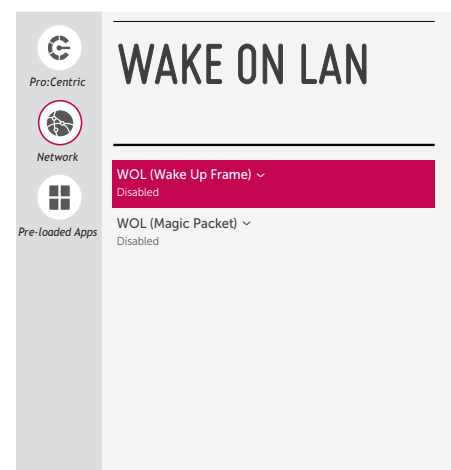 Pro:Centric
Network
Pre-loaded Apps
WAKE ON LAN
WOL (Wake Up Frame)
Disabled
WOL (Magic Packet)
Disabled